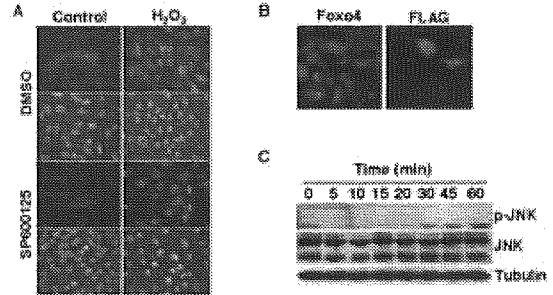 A
Control H₂O₂
DMSO
SP600125
B
Foxo4 FLAG
C
Time (min)
0 5 10 15 20 30 45 60
p-JNK
JNK
Tubulin